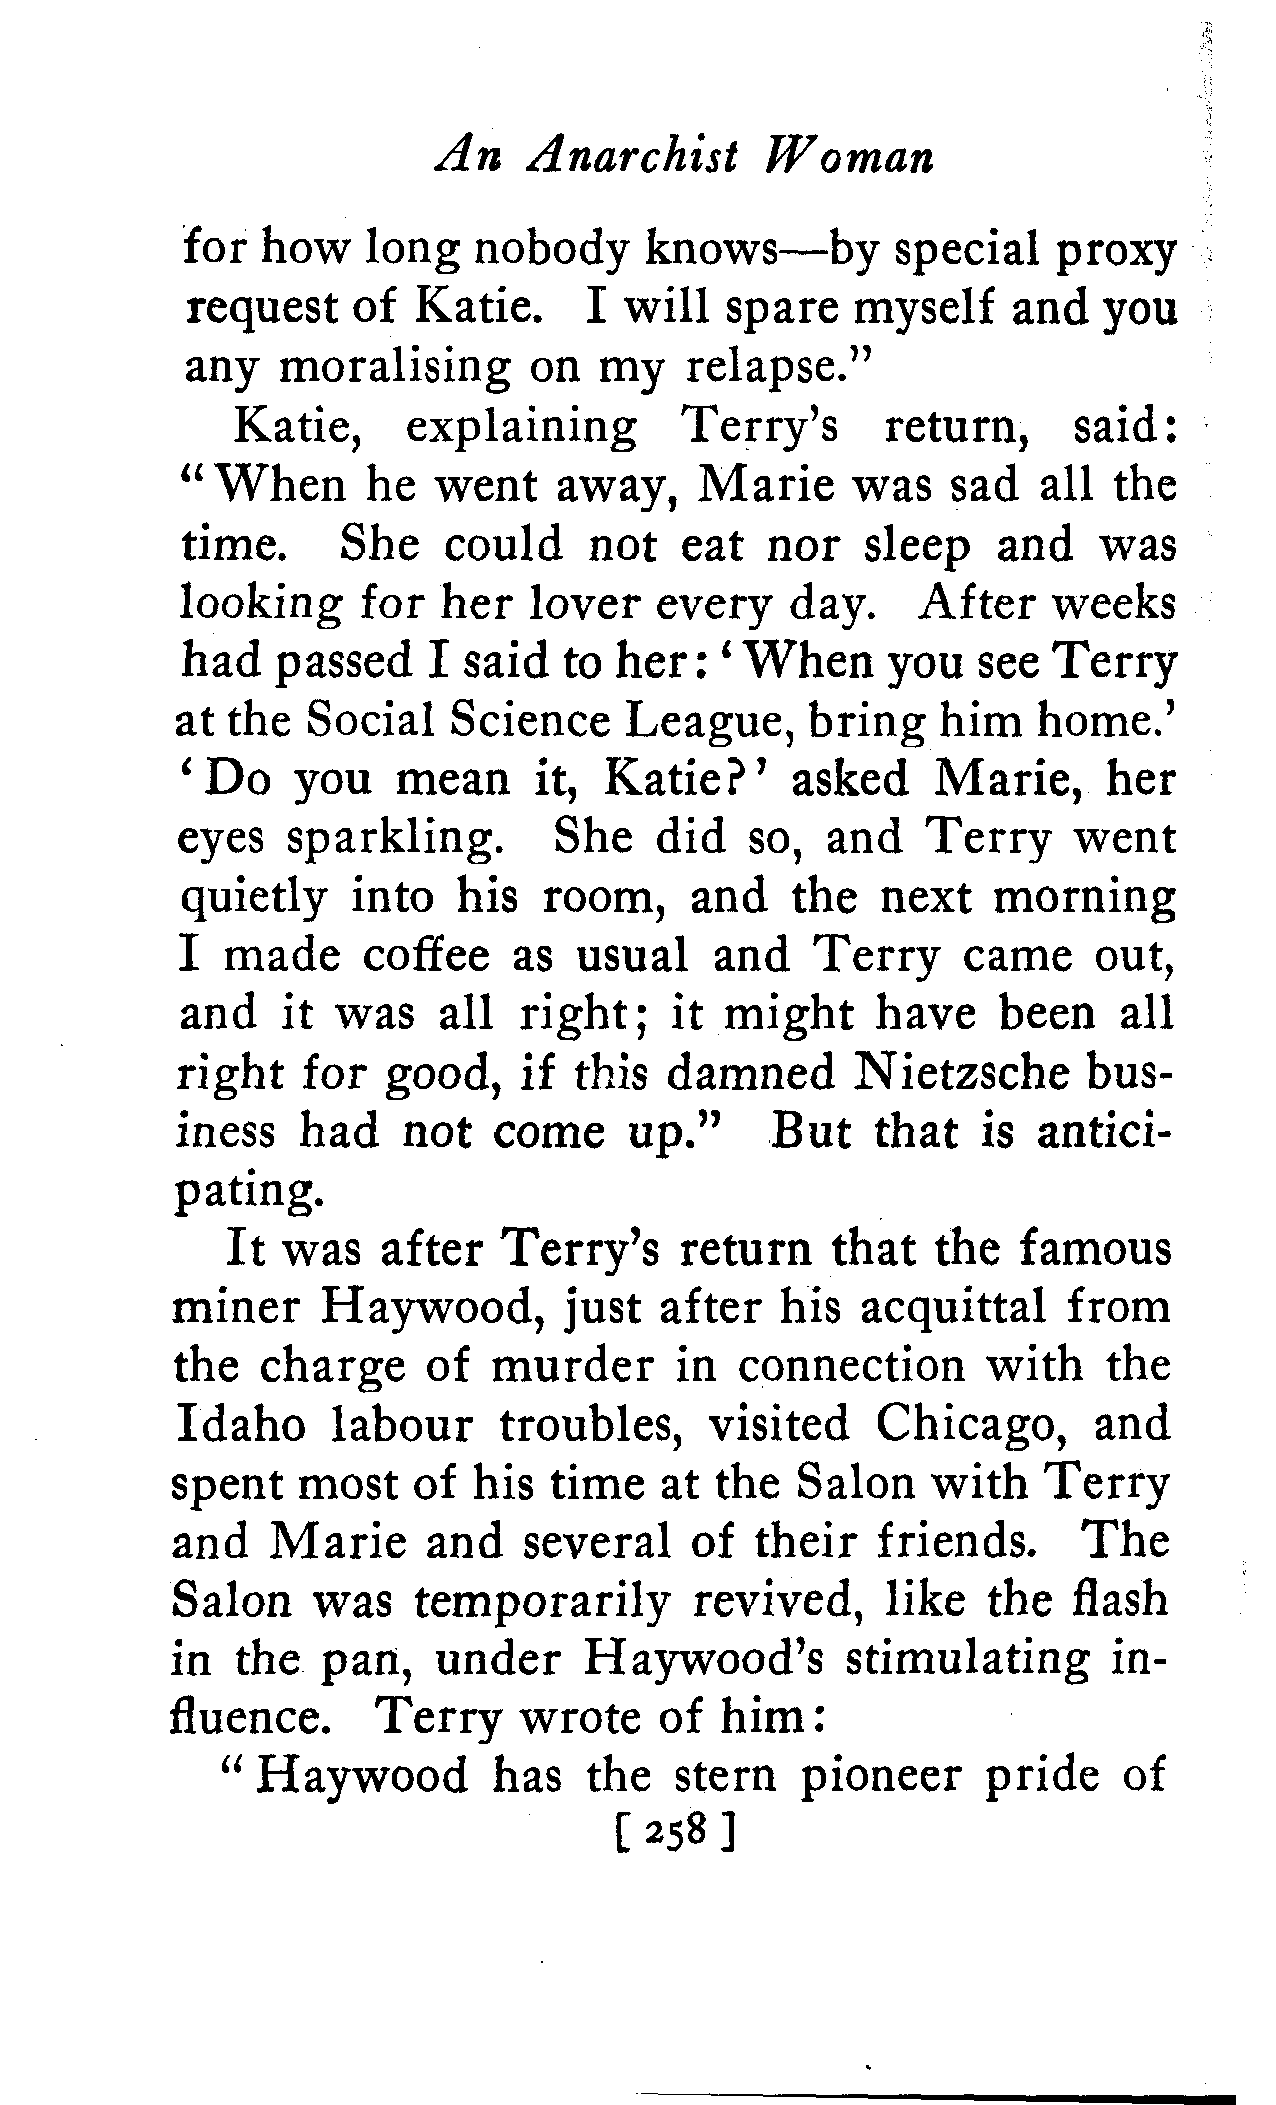 An Anarchist Woman
for how long nobody knows—by special proxy
request of Katie. I will spare myself and you
any moralising on my relapse."
Katie, explaining Terry's return, said:
"When he went away, Marie was sad all the
time. She could not eat nor sleep and was
looking for her lover every day. After weeks
had passed I said to her: 'When you see Terry
at the Social Science League, bring him home.'
'Do you mean it, Katie?' asked Marie, her
eyes sparkling. She did so, and Terry went
quietly into his room, and the next morning
I made coffee as usual and Terry came out,
and it was all right; it might have been all
right for good, if this damned Nietzsche bus-
iness had not come up." But that is antici-
pating.
It was after Terry's return that the famous
miner Haywood, just after his acquittal from
the charge of murder in connection with the
Idaho labour troubles, visited Chicago, and
spent most of his time at the Salon with Terry
and Marie and several of their friends. The
Salon was temporarily revived, like the flash
in the pan, under Haywood's stimulating in-
fluence. Terry wrote of him:
"Haywood has the stern pioneer pride of
[ 258 ]